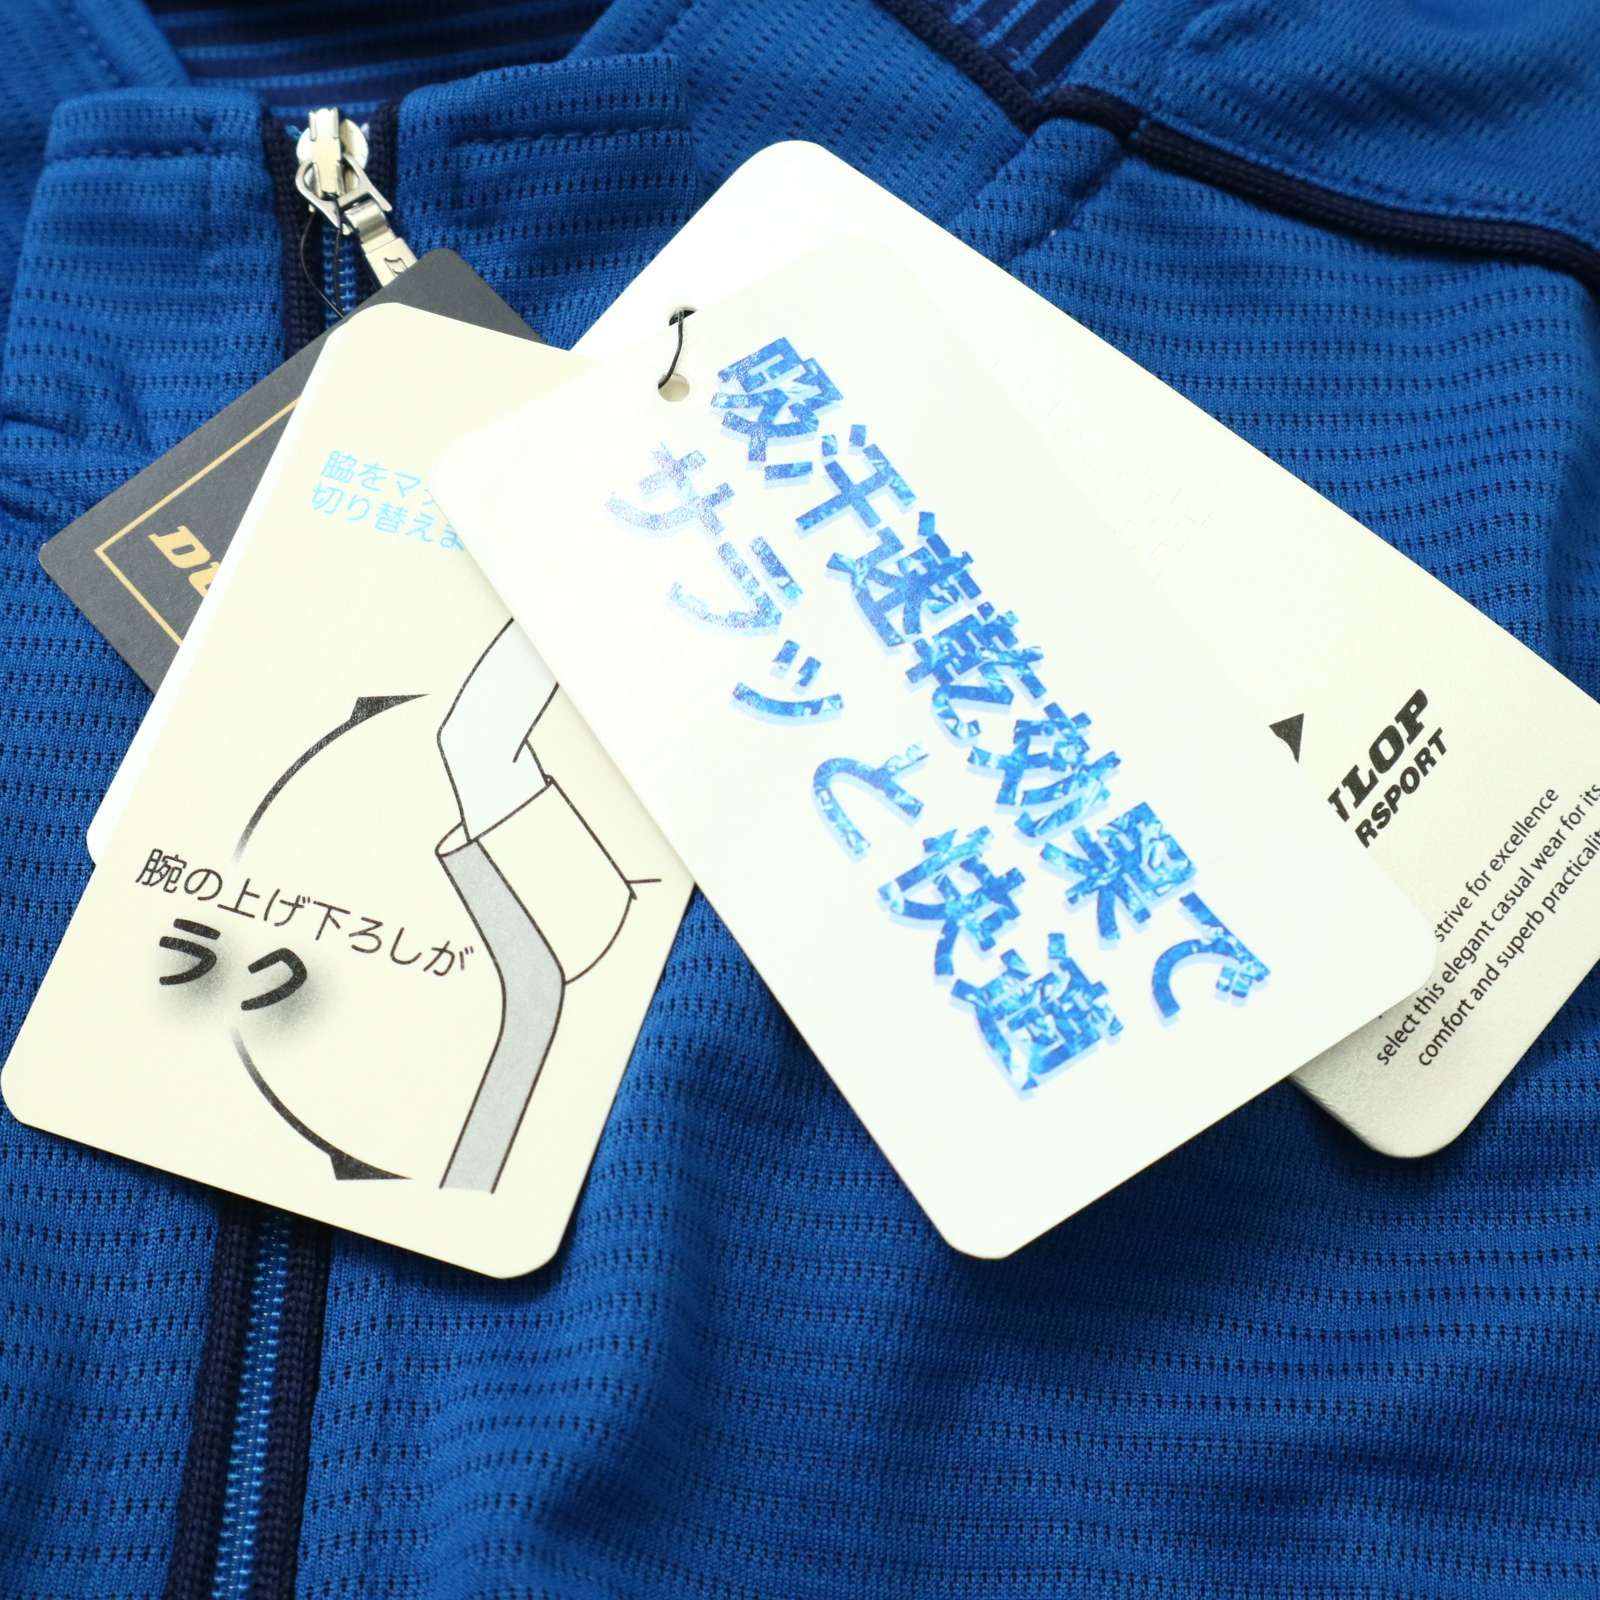 DU
脇をマ
切り替えま
腕の上げ下ろしが
ラク
吸汗速乾効果で
サラッと快適
LOP
RSPORT
strive for excellence
select this elegant casual wear for its
comfort and superb